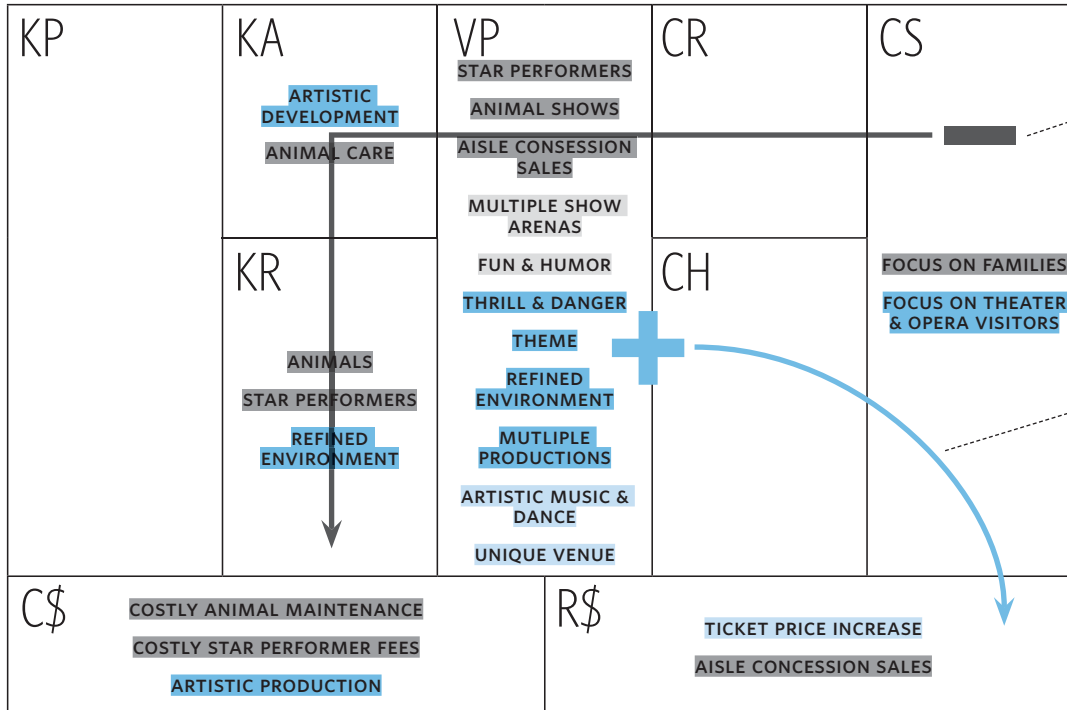 KP
KA
ARTISTIC
DEVELOPMENT
ANIMAL CARE
VP
STAR PERFORMERS
ANIMAL SHOWS
AISLE CONSESSION
SALES
MULTIPLE SHOW
ARENAS
FUN & HUMOR
THRILL & DANGER
THEME
REFINED
ENVIRONMENT
MUTLIPLE
PRODUCTIONS
ARTISTIC MUSIC &
DANCE
UNIQUE VENUE
CR
CS
FOCUS ON FAMILIES
FOCUS ON THEATER
& OPERA VISITORS
KR
ANIMALS
STAR PERFORMERS
REFINED
ENVIRONMENT
CH
C$
COSTLY ANIMAL MAINTENANCE
COSTLY STAR PERFORMER FEES
ARTISTIC PRODUCTION
R$
TICKET PRICE INCREASE
AISLE CONCESSION SALES